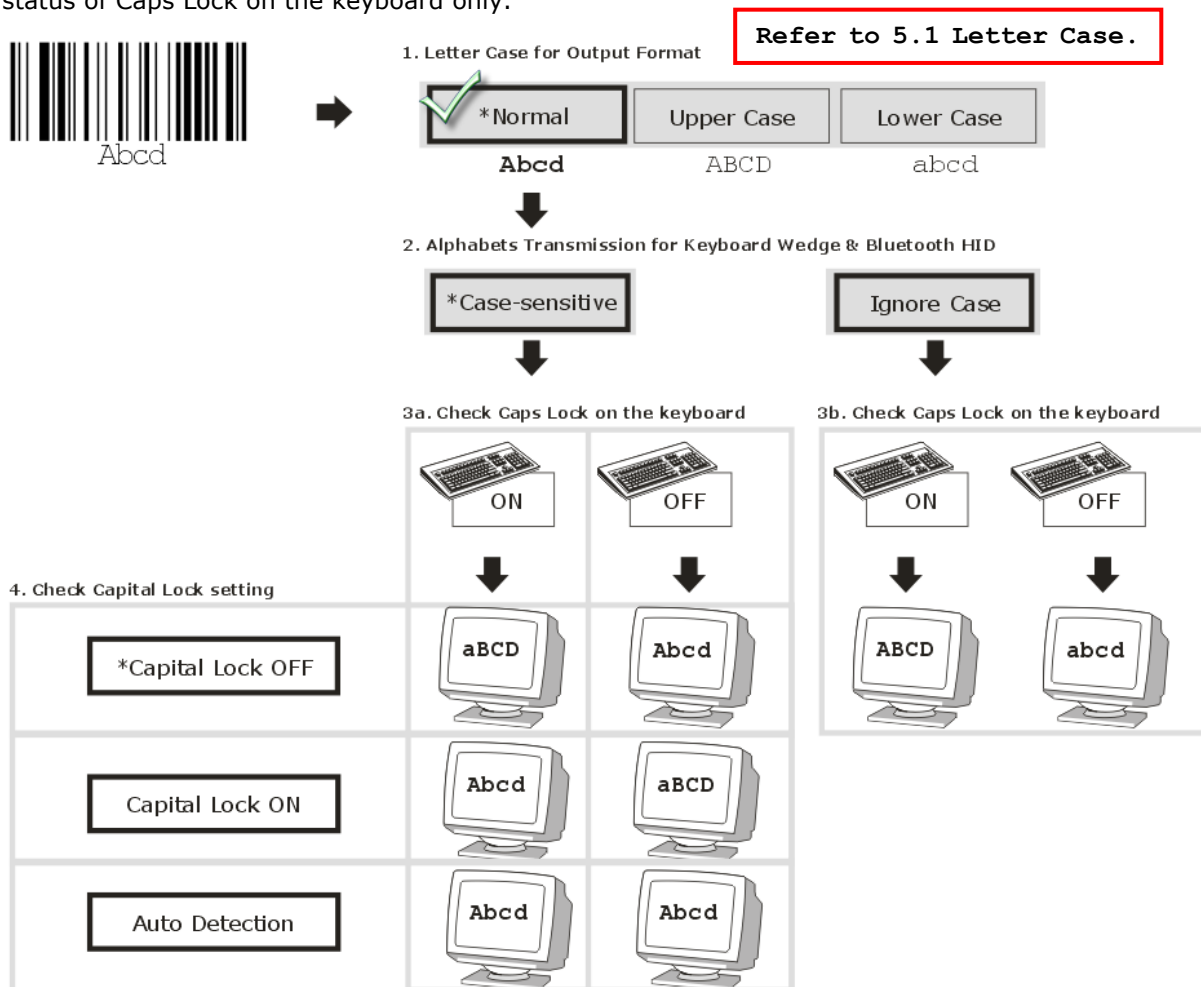 status of Caps Lock on the keyboard only.
Refer to 5.1 Letter Case.
1. Letter Case for Output Format
*Normal Upper Case Lower Case
Abcd
Abcd ABCD abcd
2. Alphabets Transmission for Keyboard Wedge & Bluetooth HID
*Case-sensitive Ignore Case
3a. Check Caps Lock on the keyboard 3b. Check Caps Lock on the keyboard
ON OFF ON OFF
4. Check Capital Lock setting
*Capital Lock OFF aBCD Abcd ABCD abcd
Capital Lock ON Abcd aBCD
Auto Detection Abcd Abcd